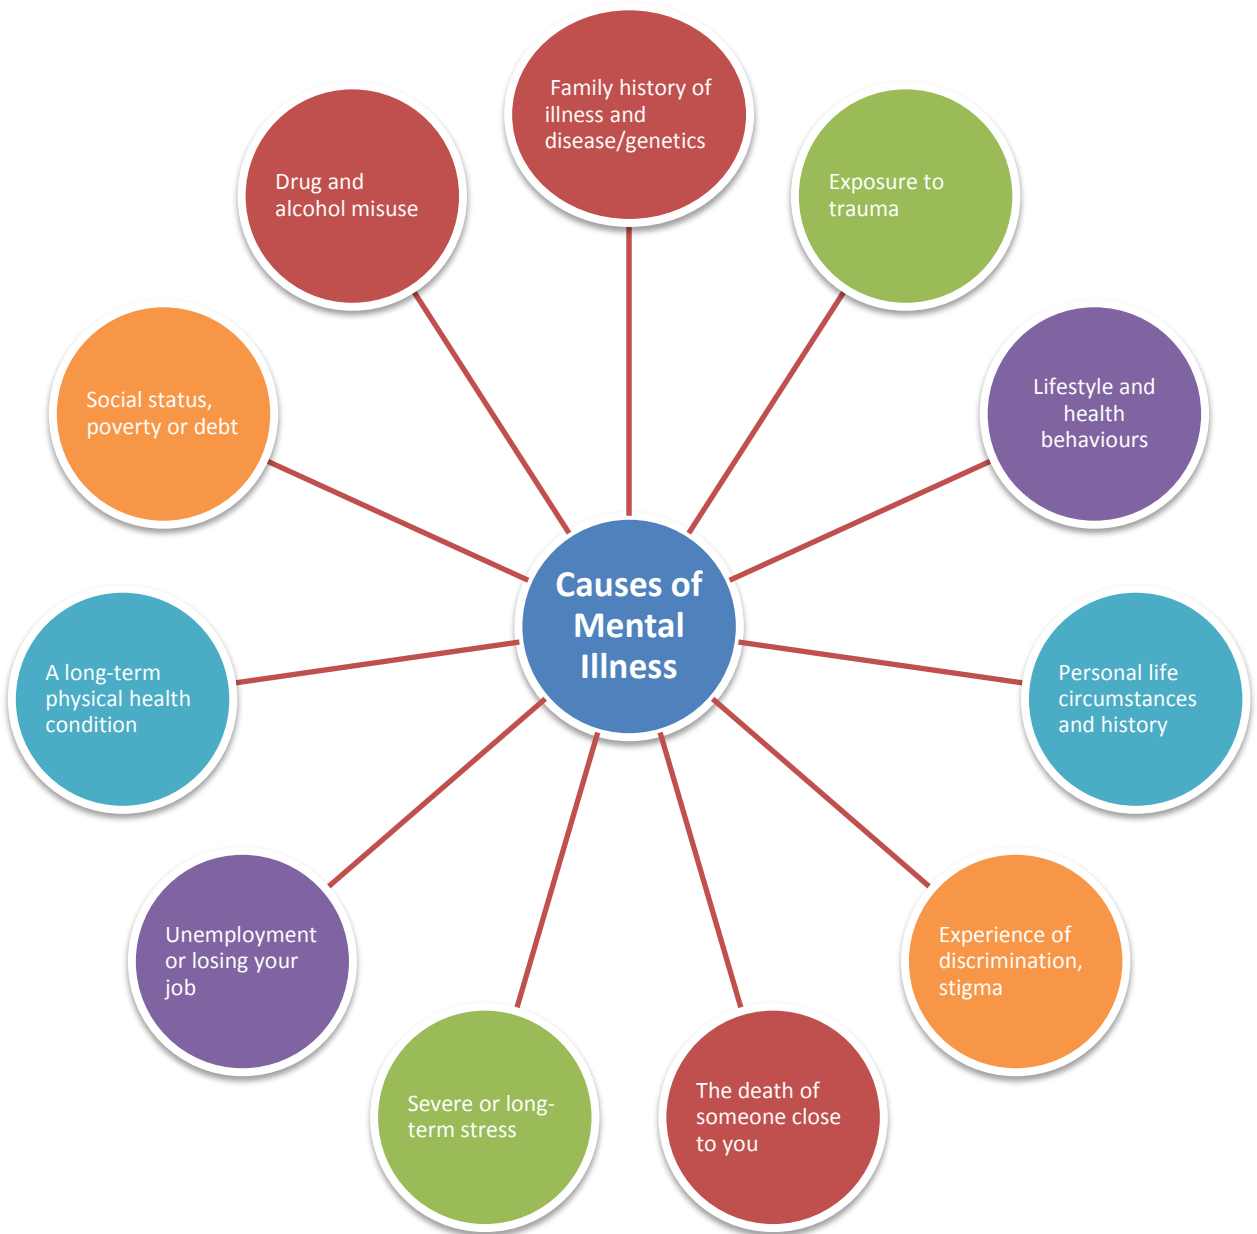 Family history of
illness and
disease/genetics
Exposure to
trauma
Lifestyle and
health
behaviours
Personal life
circumstances
and history
Experience of
discrimination,
stigma
The death of
someone close
to you
Severe or long-
term stress
Unemployment
or losing your
job
A long-term
physical health
condition
Social status,
poverty or debt
Drug and
alcohol misuse
Causes of
Mental
Illness